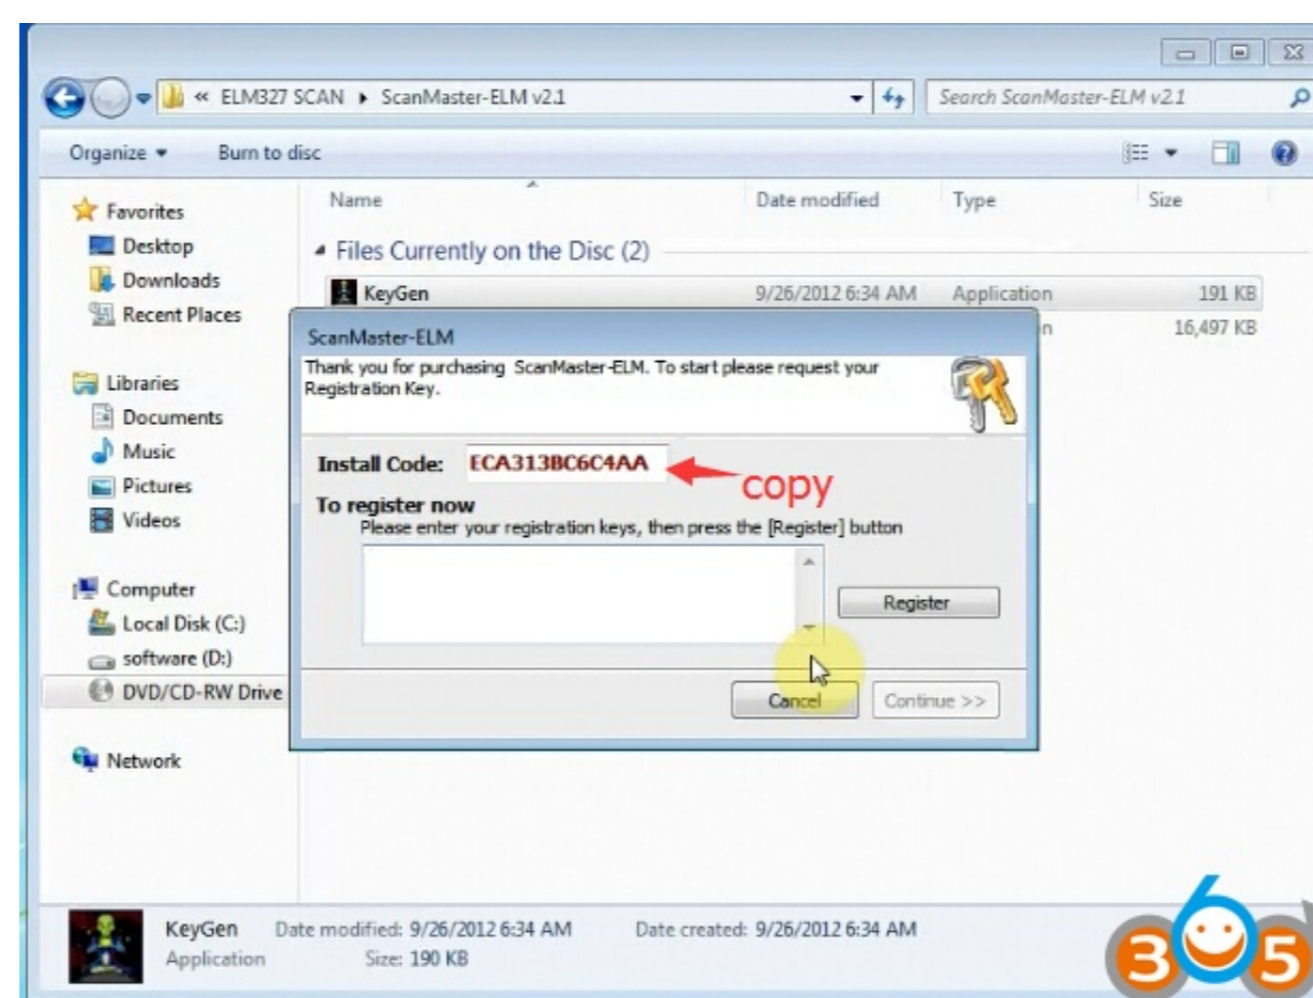 « ELM327 SCAN ▸ ScanMaster-ELM v2.1
Search ScanMaster-ELM v2.1
Organize
Burn to disc
Name
Date modified
Type
Size
Favorites
Desktop
Downloads
Recent Places
Libraries
Documents
Music
Pictures
Videos
Computer
Local Disk (C:)
software (D:)
DVD/CD-RW Drive
Network
Files Currently on the Disc (2)
KeyGen 9/26/2012 6:34 AM Application 191 KB
n 16,497 KB
ScanMaster-ELM
Thank you for purchasing ScanMaster-ELM. To start please request your
Registration Key.
Install Code: ECA313BC6C4AA
copy
To register now
Please enter your registration keys, then press the [Register] button
Register
Cancel
Continue >>
KeyGen Date modified: 9/26/2012 6:34 AM Date created: 9/26/2012 6:34 AM
Application Size: 190 KB
365